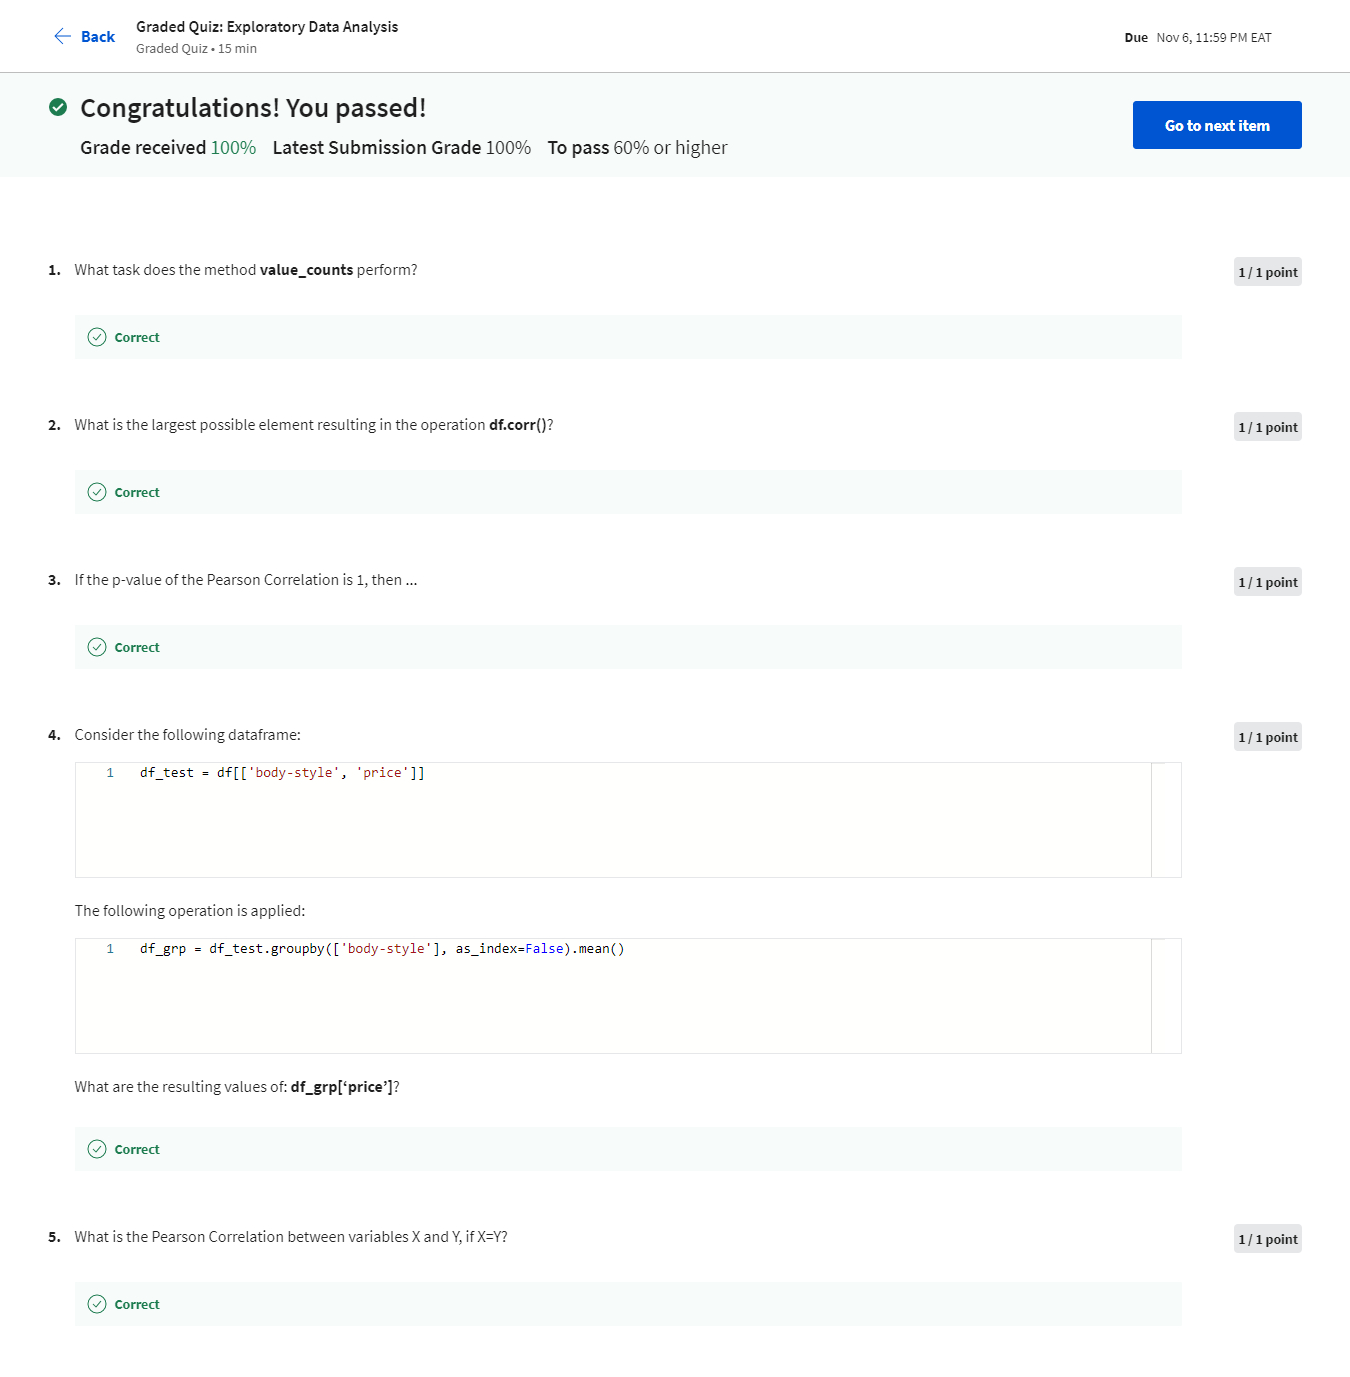 Back
Graded Quiz: Exploratory Data Analysis
Graded Quiz • 15 min
Due Nov 6, 11:59 PM EAT
Congratulations! You passed!
Grade received 100% Latest Submission Grade 100% To pass 60% or higher
Go to next item
1. What task does the method value_counts perform?
1 / 1 point
Correct
2. What is the largest possible element resulting in the operation df.corr()?
1 / 1 point
Correct
3. If the p-value of the Pearson Correlation is 1, then ...
1 / 1 point
Correct
4. Consider the following dataframe:
1 / 1 point
1 df_test = df[['body-style', 'price']]
The following operation is applied:
1 df_grp = df_test.groupby(['body-style'], as_index=False).mean()
What are the resulting values of: df_grp[‘price’]?
Correct
5. What is the Pearson Correlation between variables X and Y, if X=Y?
1 / 1 point
Correct